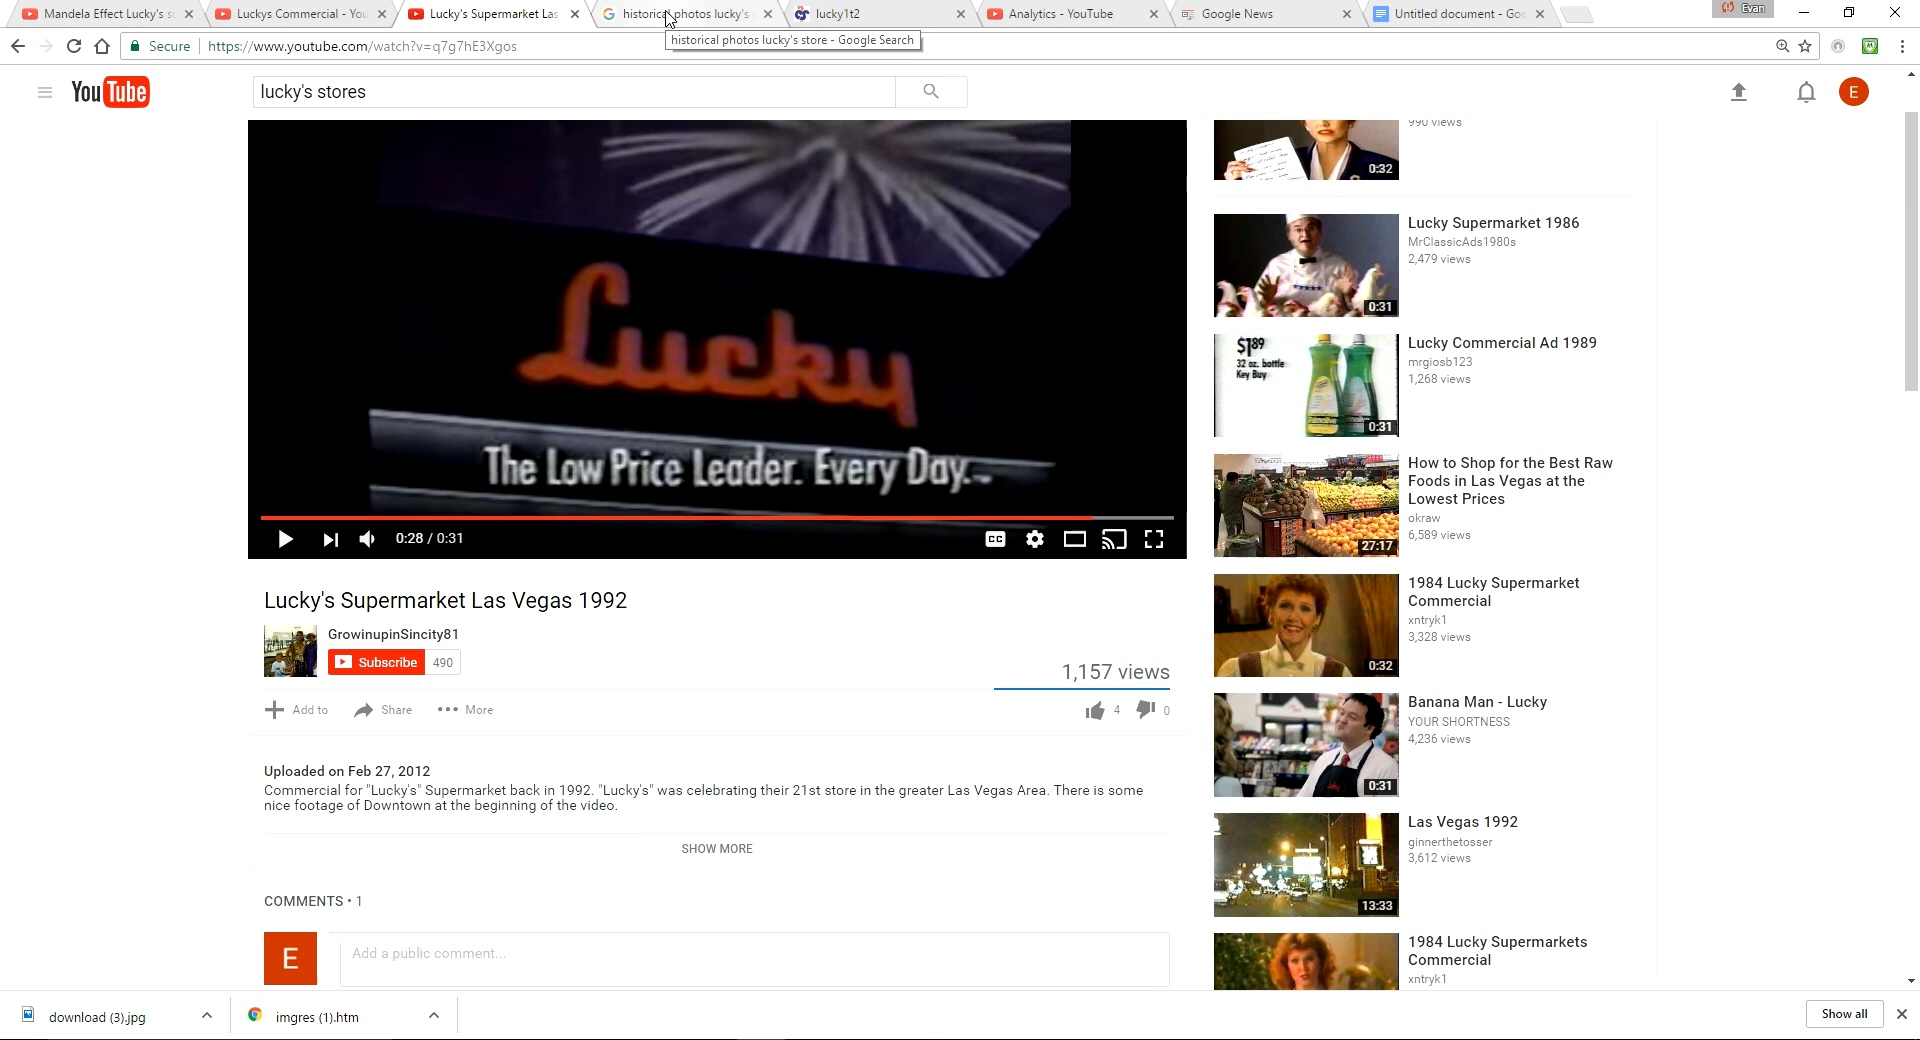 Mandela Effect Lucky's su
Luckys Commercial - You
Lucky's Supermarket Las
historical photos lucky's
lucky1t2
Analytics - YouTube
Google News
Untitled document - Goo
Evan
Secure
https://www.youtube.com/watch?v=q7g7hE3Xgos
historical photos lucky's store - Google Search
YouTube
lucky's stores
E
Lucky
The Low Price Leader. Every Day.
0:28 / 0:31
CC
Lucky's Supermarket Las Vegas 1992
GrowinupinSincity81
Subscribe 490
1,157 views
Add to
Share
More
4
0
Uploaded on Feb 27, 2012
Commercial for "Lucky's" Supermarket back in 1992. "Lucky's" was celebrating their 21st store in the greater Las Vegas Area. There is some
nice footage of Downtown at the beginning of the video.
SHOW MORE
COMMENTS • 1
E
Add a public comment...
990 views
0:32
Lucky Supermarket 1986
MrClassicAds1980s
2,479 views
0:31
Lucky Commercial Ad 1989
mrgiosb123
1,268 views
$1.89
32 oz. bottle
Key Buy
0:31
How to Shop for the Best Raw
Foods in Las Vegas at the
Lowest Prices
okraw
6,589 views
27:17
1984 Lucky Supermarket
Commercial
xntryk1
3,328 views
0:32
Banana Man - Lucky
YOUR SHORTNESS
4,236 views
0:31
Las Vegas 1992
ginnerthetosser
3,612 views
13:33
1984 Lucky Supermarkets
Commercial
xntryk1
download (3).jpg
imgres (1).htm
Show all